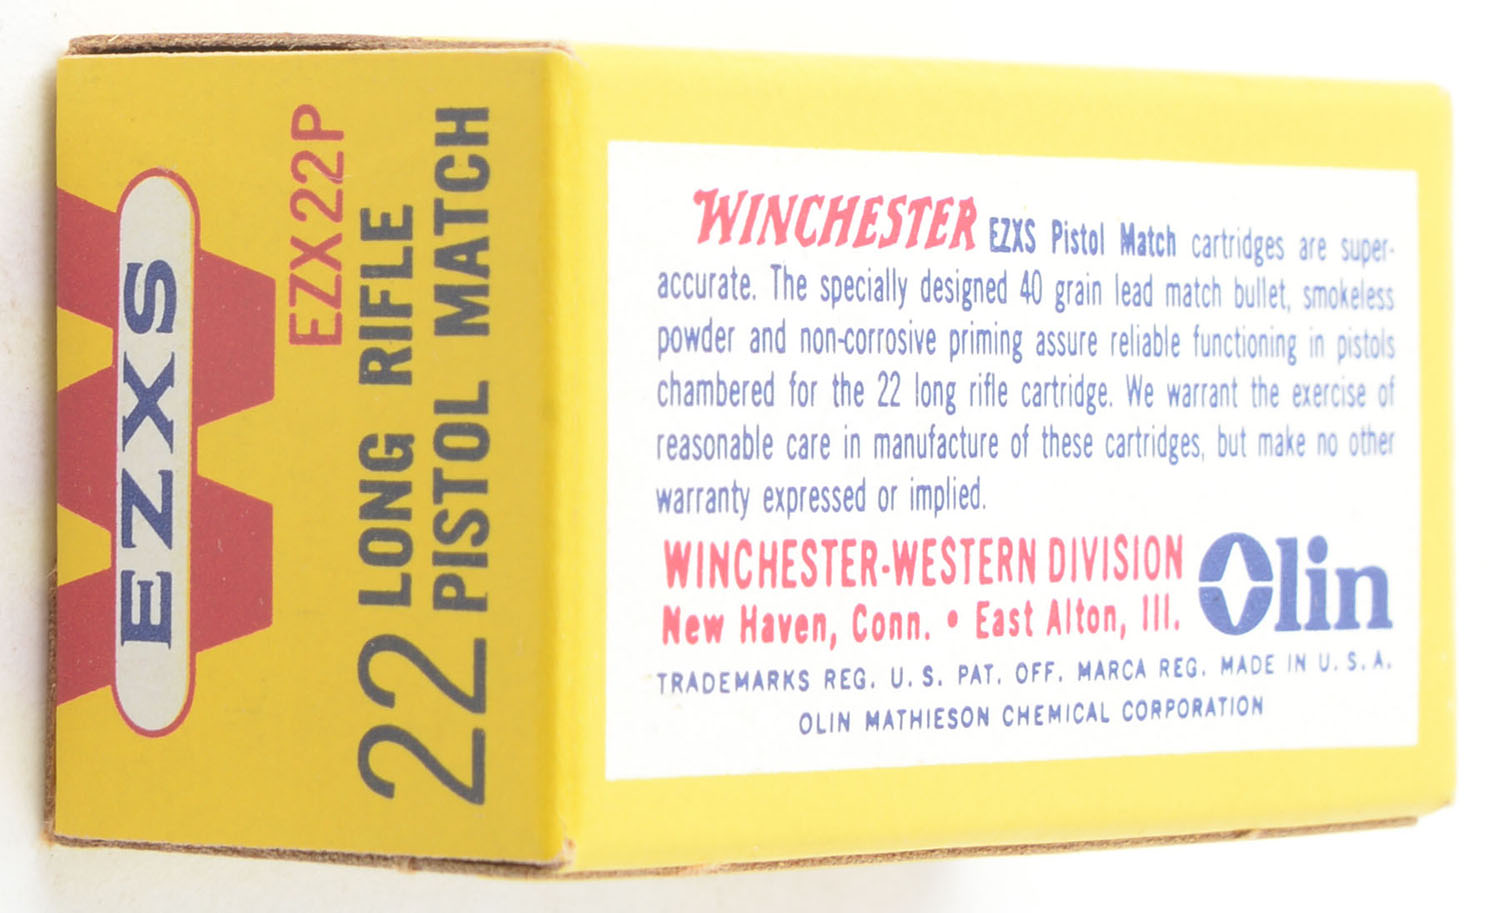 EZXS
EZX22P
22 LONG RIFLE
22 PISTOL MATCH
WINCHESTER EZXS Pistol Match cartridges are super-
accurate. The specially designed 40 grain lead match bullet, smokeless
powder and non-corrosive priming assure reliable functioning in pistols
chambered for the 22 long rifle cartridge. We warrant the exercise of
reasonable care in manufacture of these cartridges, but make no other
warranty expressed or implied.
WINCHESTER-WESTERN DIVISION
New Haven, Conn. • East Alton, Ill.
Olin
TRADEMARKS REG. U. S. PAT. OFF. MARCA REG. MADE IN U. S. A.
OLIN MATHIESON CHEMICAL CORPORATION